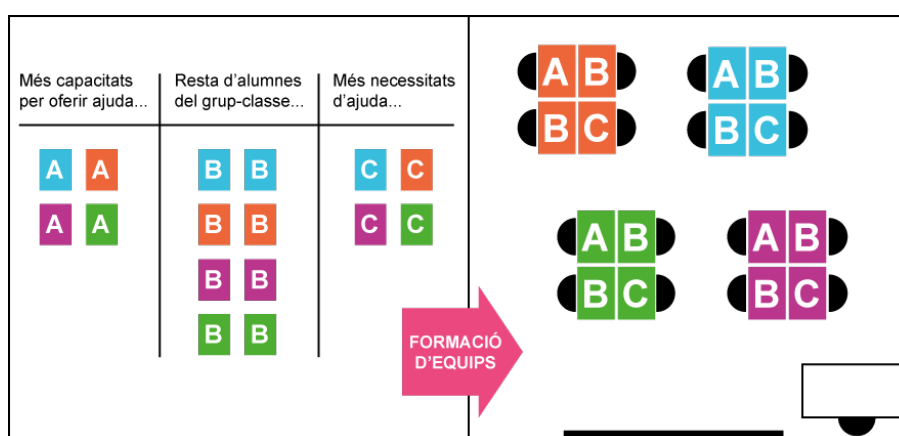 Més capacitats
per oferir ajuda...
Resta d'alumnes
del grup-classe...
Més necessitats
d'ajuda...
A A
A A
B B
B B
B B
B B
C C
C C
FORMACIÓ
D'EQUIPS
A B
B C
A B
B C
A B
B C
A B
B C